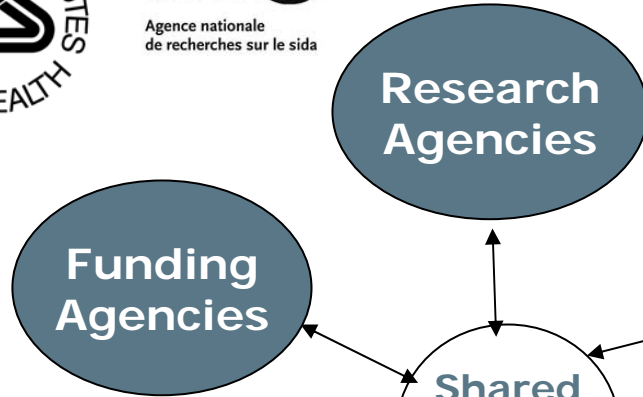 Agence nationale
de recherches sur le sida
Research
Agencies
Funding
Agencies
Shared